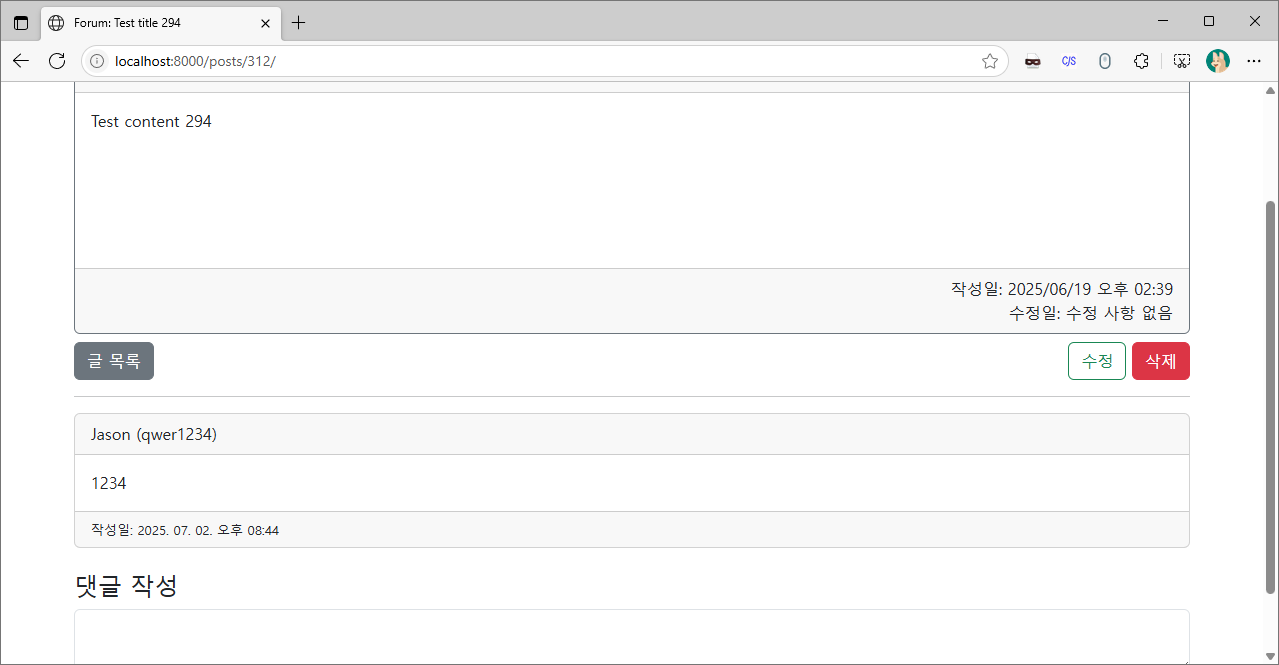 Forum: Test title 294
localhost:8000/posts/312/
C/S
Test content 294
작성일: 2025/06/19 오후 02:39
수정일: 수정 사항 없음
글 목록
수정
삭제
Jason (qwer1234)
1234
작성일: 2025. 07. 02. 오후 08:44
댓글 작성